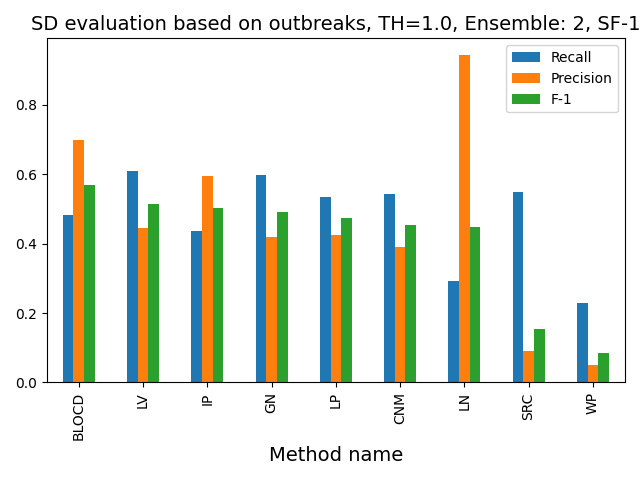 SD evaluation based on outbreaks, TH=1.0, Ensemble: 2, SF-1
Recall
Precision
F-1
0.8
0.6
0.4
0.2
0.0
BLOCD
LV
IP
GN
LP
CNM
LN
SRC
WP
Method name